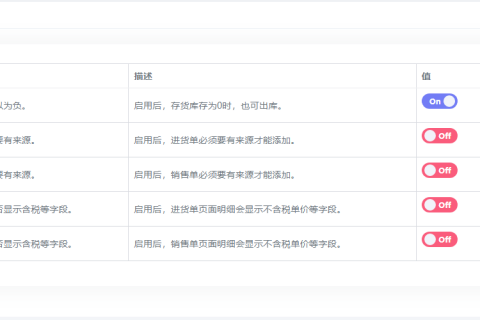 描述 值
以为负。 启用后，存货库存为0时，也可出库。 On
要有来源。 启用后，进货单必须要有来源才能添加。 Off
要有来源。 启用后，销售单必须要有来源才能添加。 Off
否显示含税等字段。 启用后，进货单页面明细会显示不含税单价等字段。 Off
否显示含税等字段。 启用后，销售单页面明细会显示不含税单价等字段。 Off